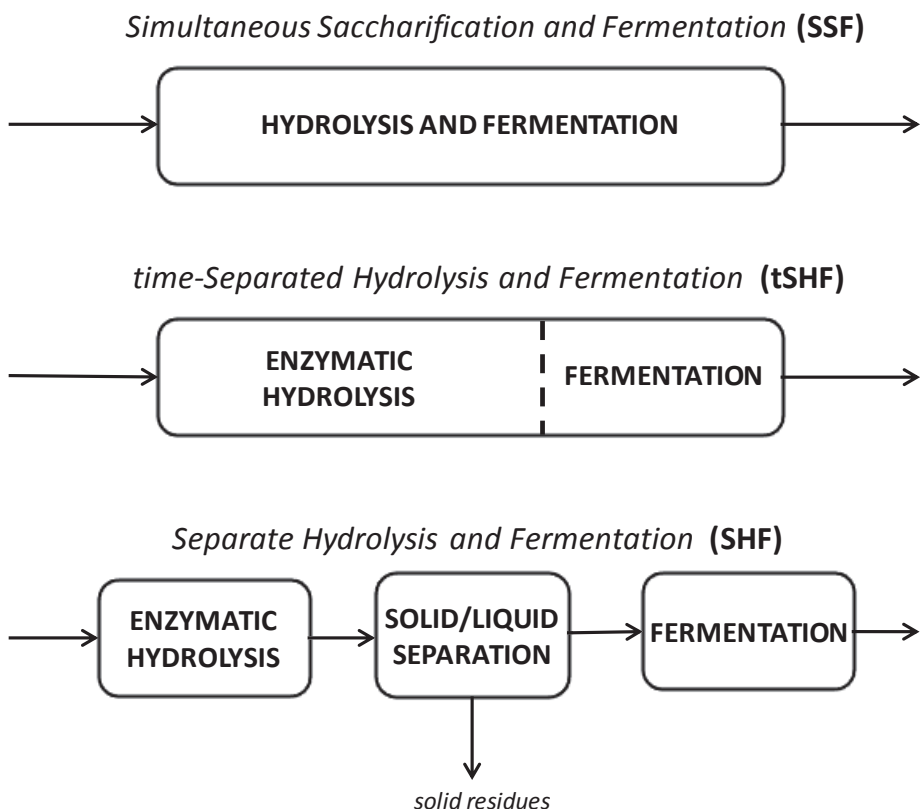 Simultaneous Saccharification and Fermentation (SSF)
HYDROLYSIS AND FERMENTATION
time-Separated Hydrolysis and Fermentation (tSHF)
ENZYMATIC
HYDROLYSIS
FERMENTATION
Separate Hydrolysis and Fermentation (SHF)
ENZYMATIC
HYDROLYSIS
SOLID/LIQUID
SEPARATION
FERMENTATION
solid residues